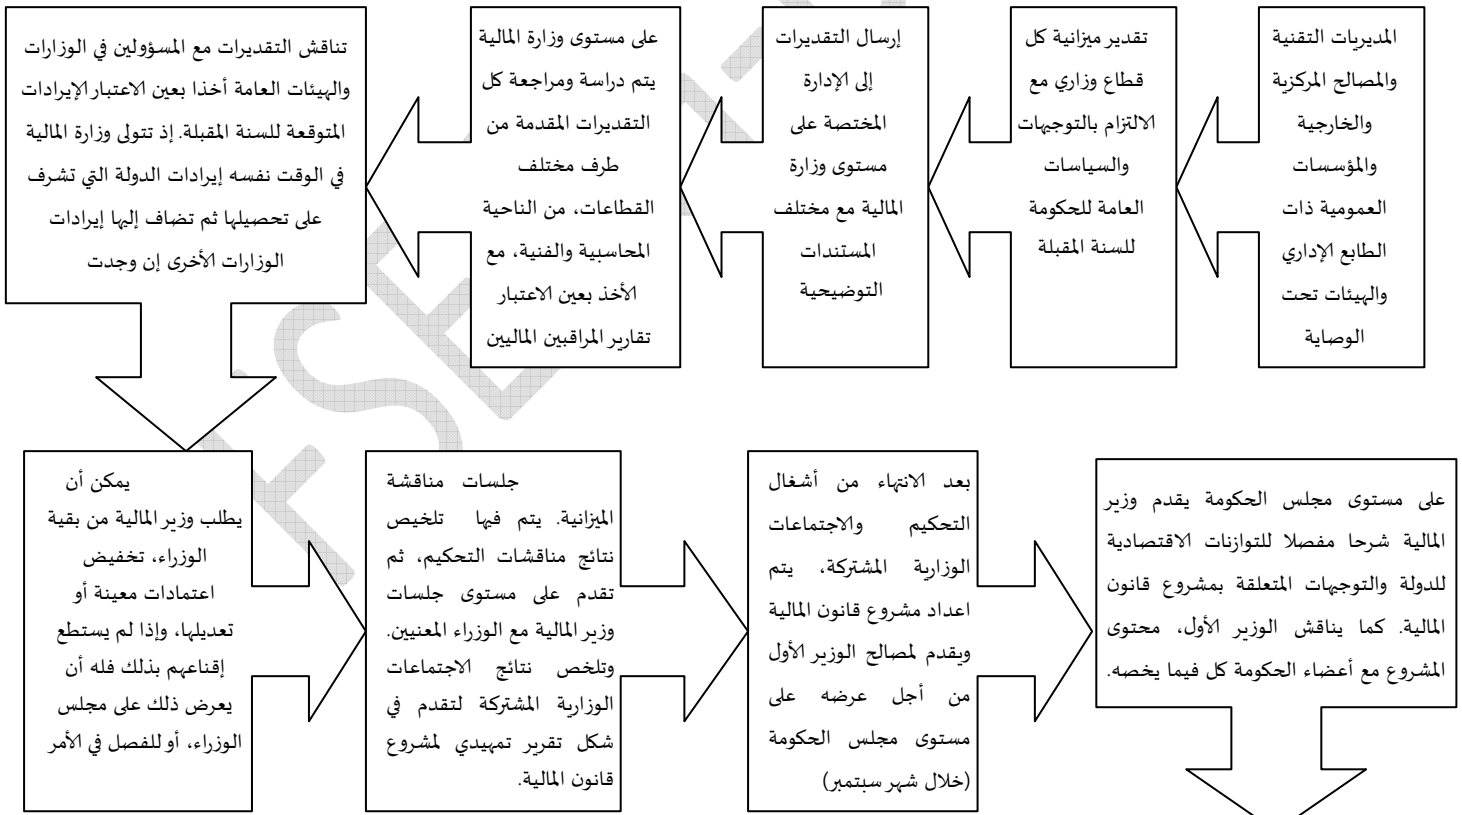 المديريات التقنية
والمصالح المركزية
والخارجية
والمؤسسات
العمومية ذات
الطابع الإداري
والهيئات تحت
الوصاية
تقدير ميزانية كل
قطاع وزاري مع
الالتزام بالتوجيهات
والسياسات
العامة للحكومة
للسنة المقبلة
إرسال التقديرات
إلى الإدارة
المختصة على
مستوى وزارة
المالية مع مختلف
المستندات
التوضيحية
على مستوى وزارة المالية
يتم دراسة ومراجعة كل
التقديرات المقدمة من
طرف مختلف
القطاعات، من الناحية
المحاسبية والفنية، مع
الأخذ بعين الاعتبار
تقارير المراقبين الماليين
تناقش التقديرات مع المسؤولين في الوزارات
والهيئات العامة أخذا بعين الاعتبار الإيرادات
المتوقعة للسنة المقبلة. إذ تتولى وزارة المالية
في الوقت نفسه إيرادات الدولة التي تشرف
على تحصيلها ثم تضاف إليها إيرادات
الوزارات الأخرى إن وجدت
يمكن أن
يطلب وزير المالية من بقية
الوزراء، تخفيض
اعتمادات معينة أو
تعديلها، وإذا لم يستطع
إقناعهم بذلك فله أن
يعرض ذلك على مجلس
الوزراء، أو للفصل في الأمر
جلسات مناقشة
الميزانية. يتم فيها تلخيص
نتائج مناقشات التحكيم، ثم
تقدم على مستوى جلسات
وزير المالية مع الوزراء المعنيين.
وتلخص نتائج الاجتماعات
الوزارية المشتركة لتقدم في
شكل تقرير تمهيدي لمشروع
قانون المالية.
بعد الانتهاء من أشغال
التحكيم والاجتماعات
الوزارية المشتركة، يتم
اعداد مشروع قانون المالية
ويقدم لمصالح الوزير الأول
من أجل عرضه على
مستوى مجلس الحكومة
(خلال شهر سبتمبر)
على مستوى مجلس الحكومة يقدم وزير
المالية شرحا مفصلا للتوازنات الاقتصادية
للدولة والتوجيهات المتعلقة بمشروع قانون
المالية. كما يناقش الوزير الأول، محتوى
المشروع مع أعضاء الحكومة كل فيما يخصه.